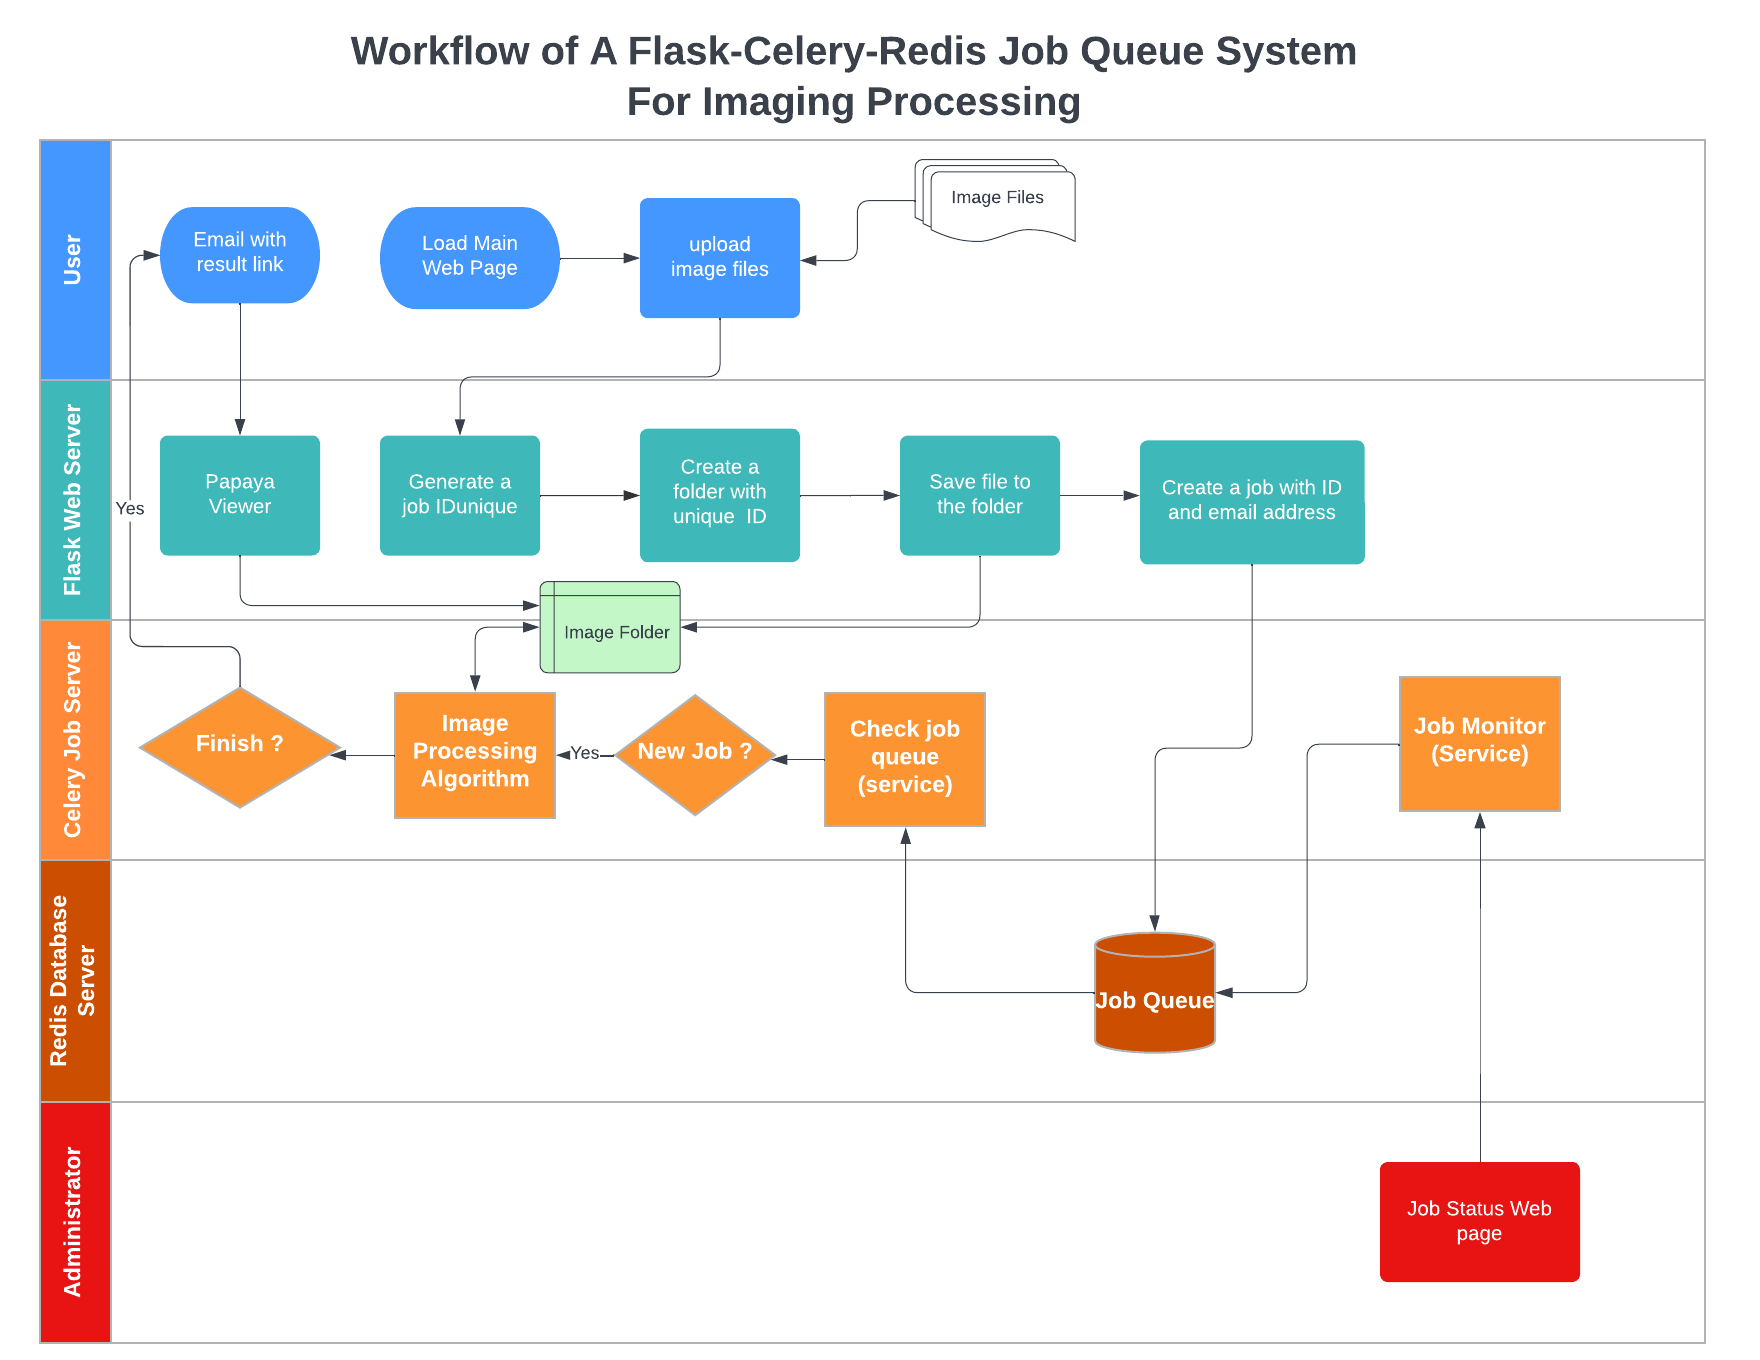 Workflow of A Flask-Celery-Redis Job Queue System
For Imaging Processing
User
Email with
result link
Load Main
Web Page
upload
image files
Image Files
Flask Web Server
Yes
Papaya
Viewer
Generate a
job IDunique
Create a
folder with
unique ID
Save file to
the folder
Create a job with ID
and email address
Image Folder
Celery Job Server
Finish ?
Image
Processing
Algorithm
Yes
New Job ?
Check job
queue
(service)
Job Monitor
(Service)
Redis Database
Server
Job Queue
Administrator
Job Status Web
page